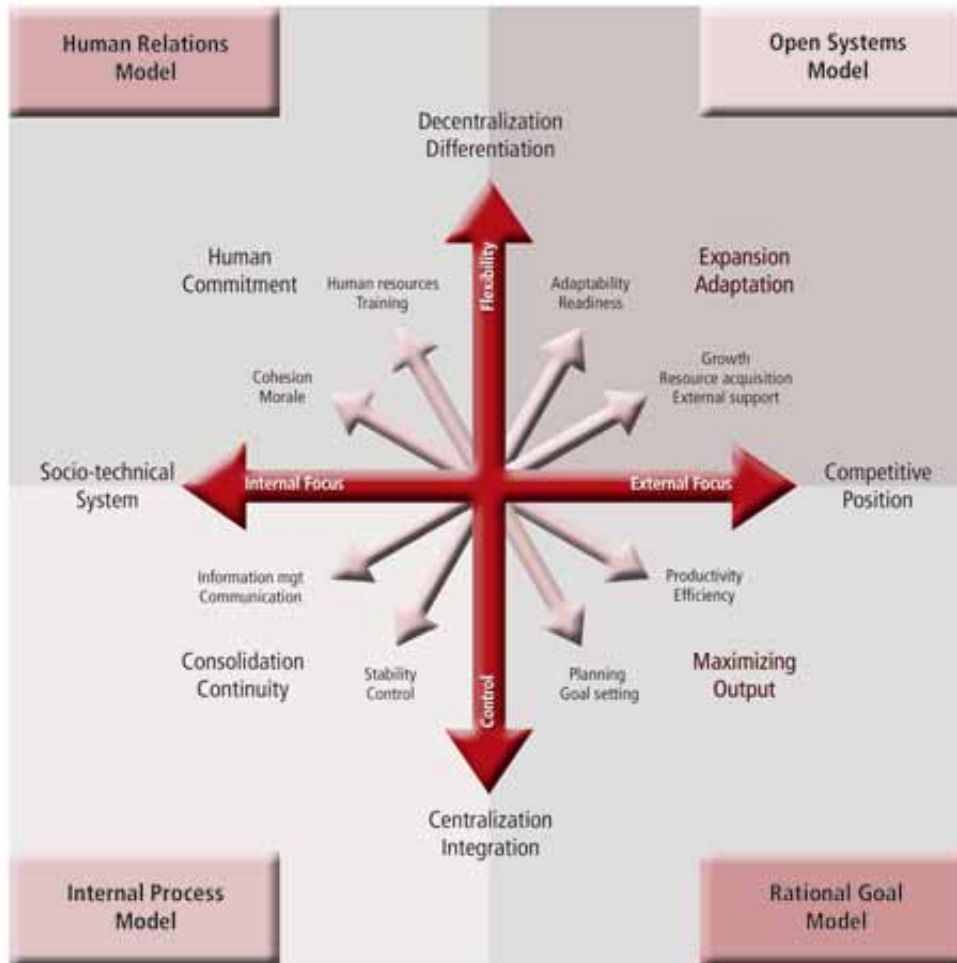 Human Relations
Model
Open Systems
Model
Decentralization
Differentiation
Flexibility
Human
Commitment
Human resources
Training
Adaptability
Readiness
Expansion
Adaptation
Cohesion
Morale
Growth
Resource acquisition
External support
Socio-technical
System
Internal Focus
External Focus
Competitive
Position
Information mgt
Communication
Productivity
Efficiency
Consolidation
Continuity
Stability
Control
Planning
Goal setting
Maximizing
Output
Control
Centralization
Integration
Internal Process
Model
Rational Goal
Model